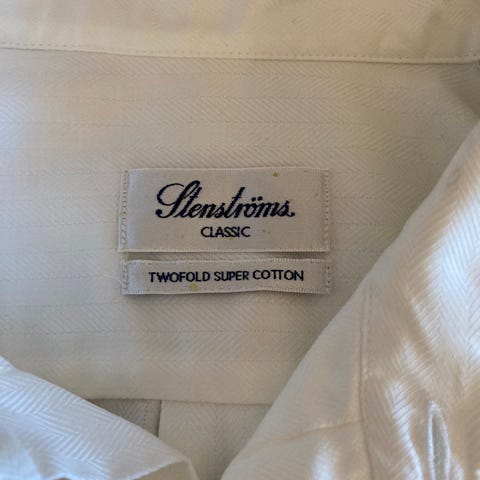 Stenströms
CLASSIC
TWOFOLD SUPER COTTON